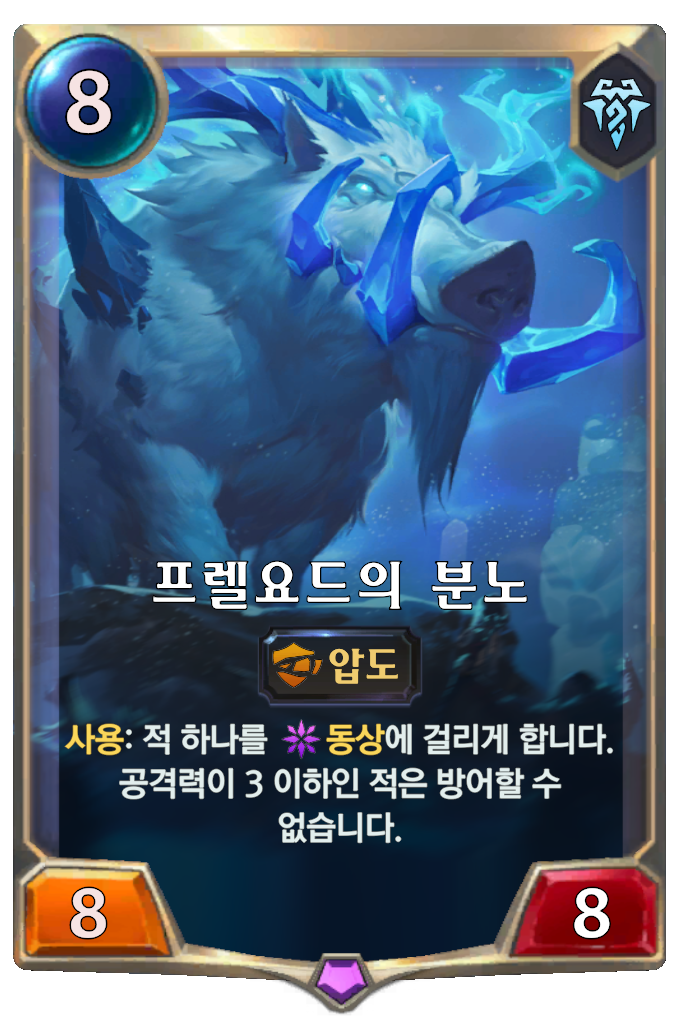 8
프렐요드의 분노
압도
사용: 적 하나를 동상에 걸리게 합니다.
공격력이 3 이하인 적은 방어할 수
없습니다.
8 8